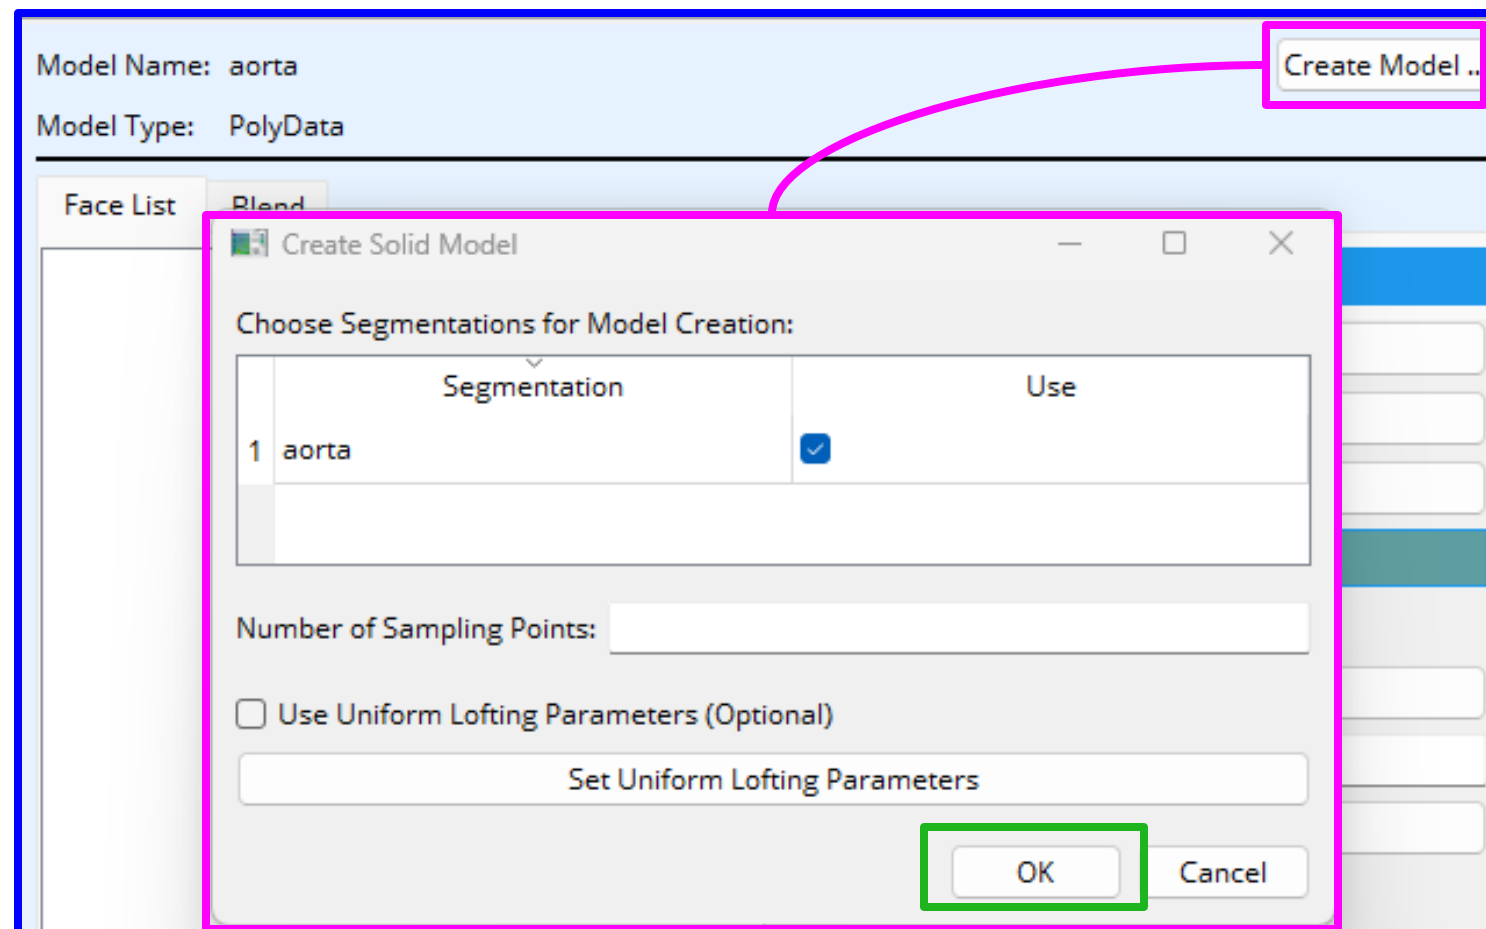 Model Name: aorta
Create Model ..
Model Type: PolyData
Face List
Blend
Create Solid Model
Choose Segmentations for Model Creation:
Segmentation
Use
1 aorta
Number of Sampling Points:
Use Uniform Lofting Parameters (Optional)
Set Uniform Lofting Parameters
OK
Cancel